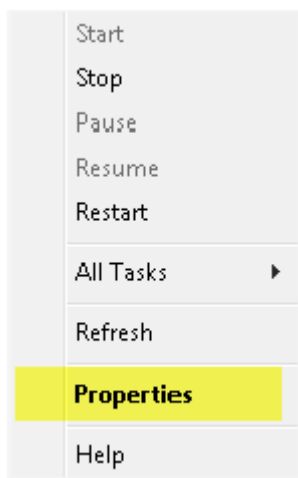 Start
Stop
Pause
Resume
Restart
All Tasks
Refresh
Properties
Help